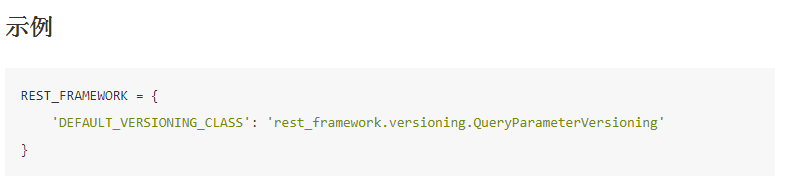 示例
REST_FRAMEWORK = {
    'DEFAULT_VERSIONING_CLASS': 'rest_framework.versioning.QueryParameterVersioning'
}